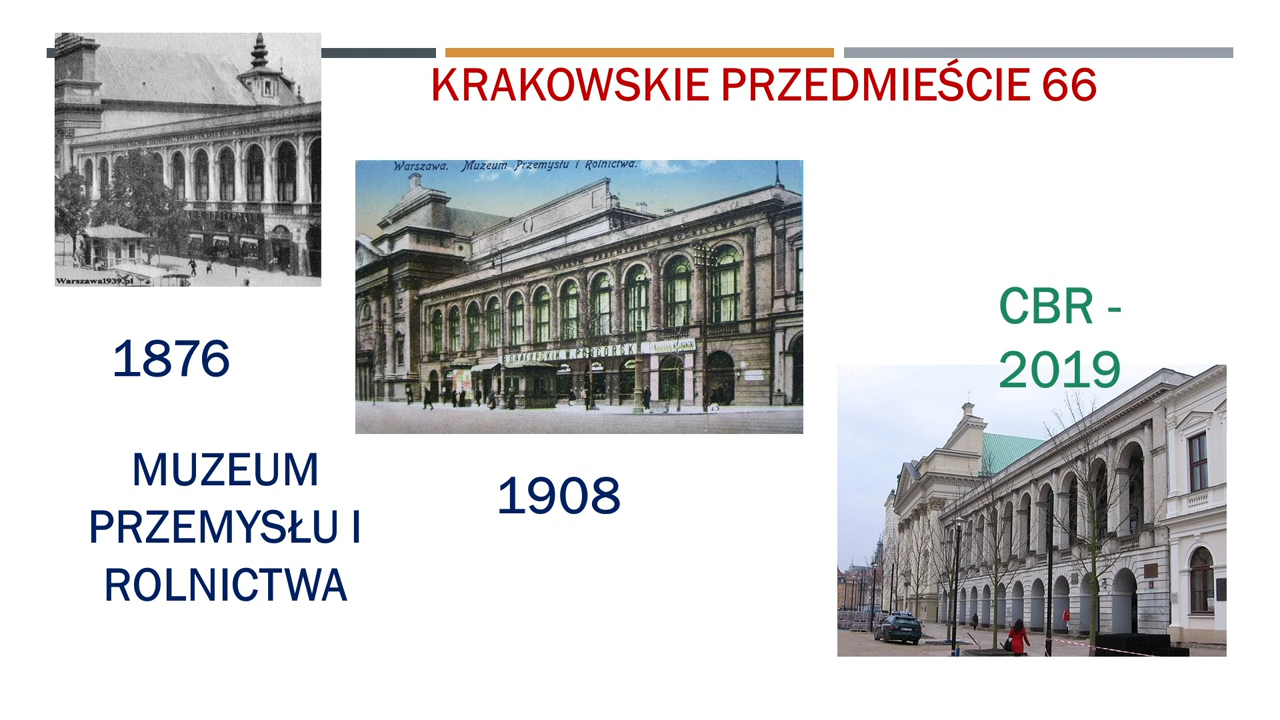 KRAKOWSKIE PRZEDMIEŚCIE 66
Warszawa1939.pl
1876
MUZEUM
PRZEMYSŁU I
ROLNICTWA
Warszawa. Muzeum Przemysłu i Rolnictwa.
1908
CBR -
2019